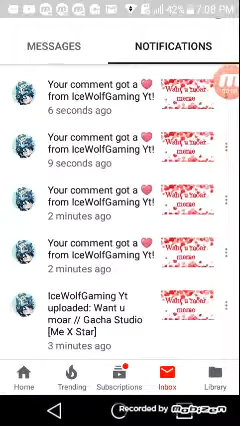 42% 7:08 PM
MESSAGES NOTIFICATIONS
Your comment got a
from IceWolfGaming Yt!
6 seconds ago
Your comment got a
from IceWolfGaming Yt!
9 seconds ago
Your comment got a
from IceWolfGaming Yt!
2 minutes ago
Your comment got a
from IceWolfGaming Yt!
2 minutes ago
IceWolfGaming Yt
uploaded: Want u
moar // Gacha Studio
[Me X Star]
3 minutes ago
Home Trending Subscriptions Inbox Library
Recorded by mobizen